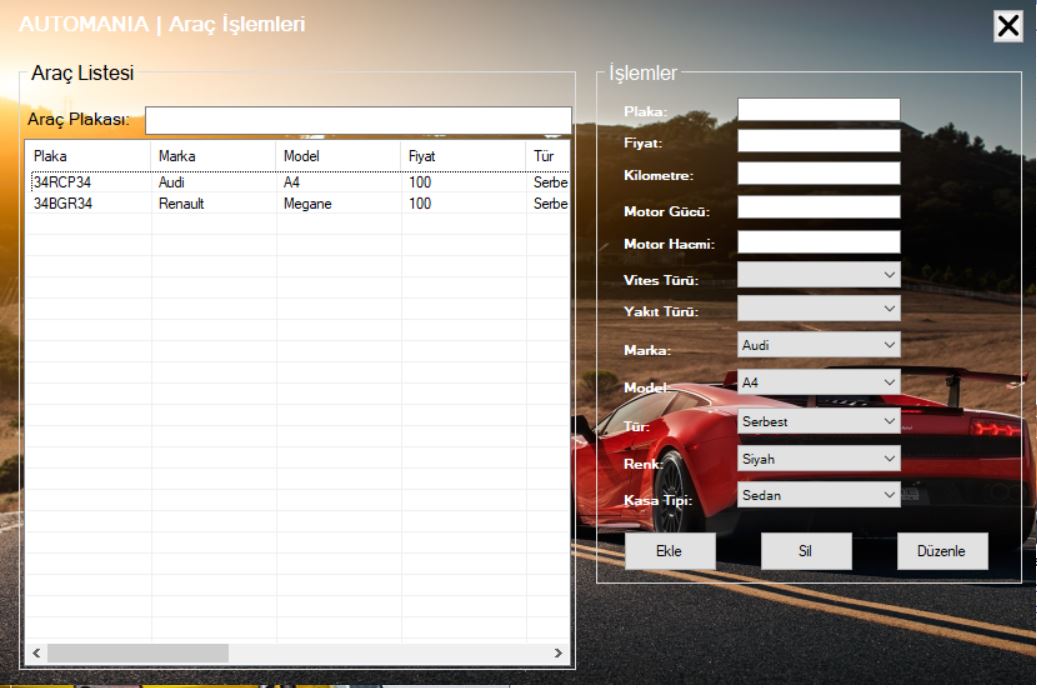 AUTOMANIA | Araç İşlemleri
Araç Listesi
Araç Plakası:
Plaka Marka Model Fiyat Tür
34RCP34 Audi A4 100 Serbe
34BGR34 Renault Megane 100 Serbe
İşlemler
Plaka:
Fiyat:
Kilometre:
Motor Gücü:
Motor Hacmi:
Vites Türü:
Yakıt Türü:
Marka: Audi
Model: A4
Tür: Serbest
Renk: Siyah
Kasa Tipi: Sedan
Ekle Sil Düzenle